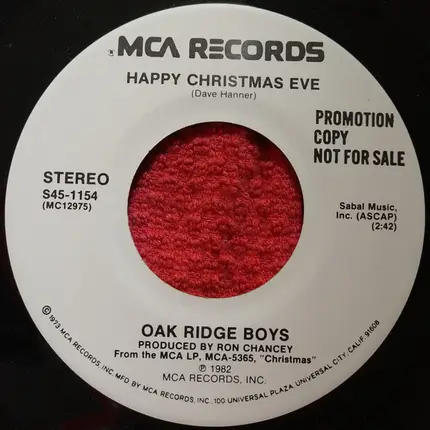 MCA RECORDS
HAPPY CHRISTMAS EVE
(Dave Hanner)
PROMOTION
COPY
NOT FOR SALE
STEREO
S45-1154
(MC12975)
Sabal Music,
Inc. (ASCAP)
(2:42)
OAK RIDGE BOYS
PRODUCED BY RON CHANCEY
From the MCA LP, MCA-5365, "Christmas"
℗ 1982
MCA RECORDS, INC.
© 1973 MCA RECORDS, INC. MFG BY MCA RECORDS, INC. 100 UNIVERSAL PLAZA, UNIVERSAL CITY, CALIF. 91608